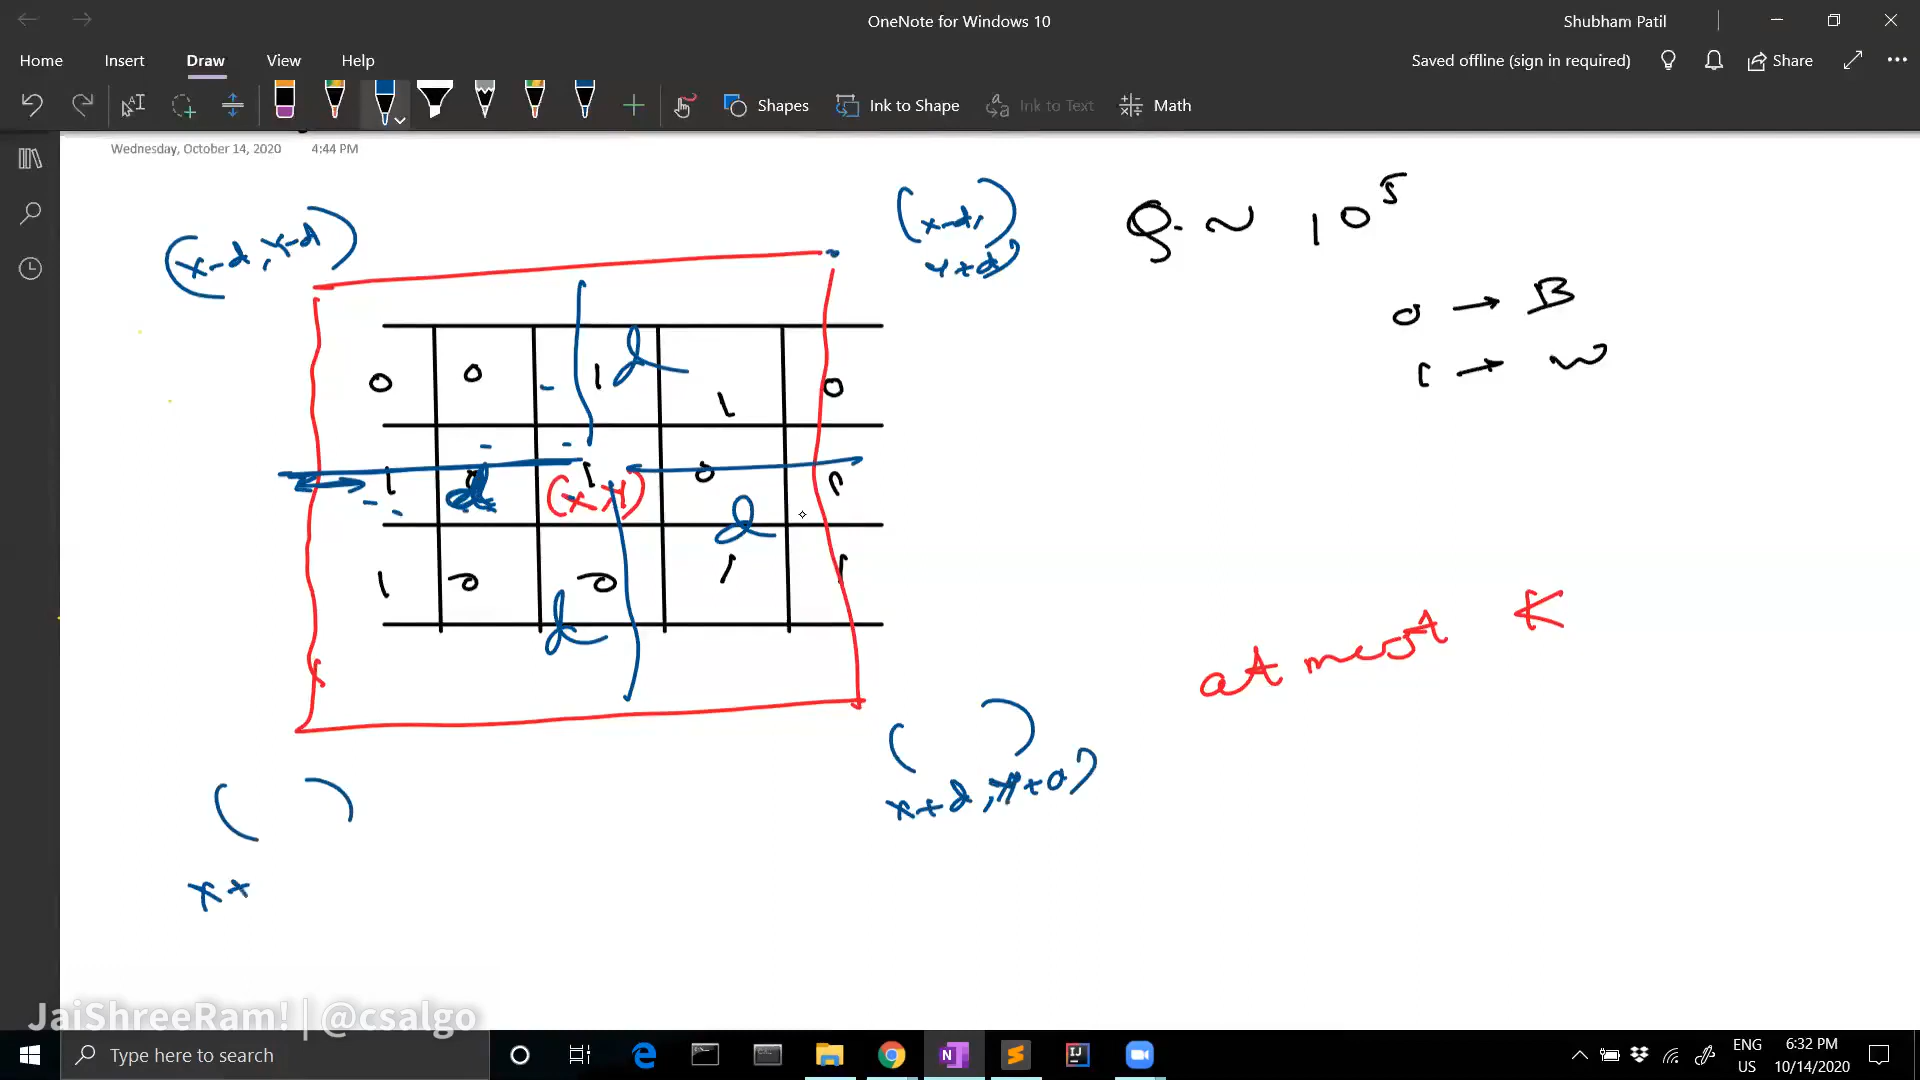 OneNote for Windows 10
Shubham Patil
Home Insert Draw View Help
Saved offline (sign in required)
Share
Shapes
Ink to Shape
Ink to Text
Math
Wednesday, October 14, 2020 4:44 PM
(x-d, y-d)
(x-d,
y+d)
Q ~ 10^5
0 → B
1 → W
0 0 1 1 0
d
1 1 0 1
d (x, y)
d
1 0 0 1 1
d
at most K
( )
x+d, y+d)
( )
x+
JaiShreeRam! | @csalgo
Type here to search
ENG
US
6:32 PM
10/14/2020